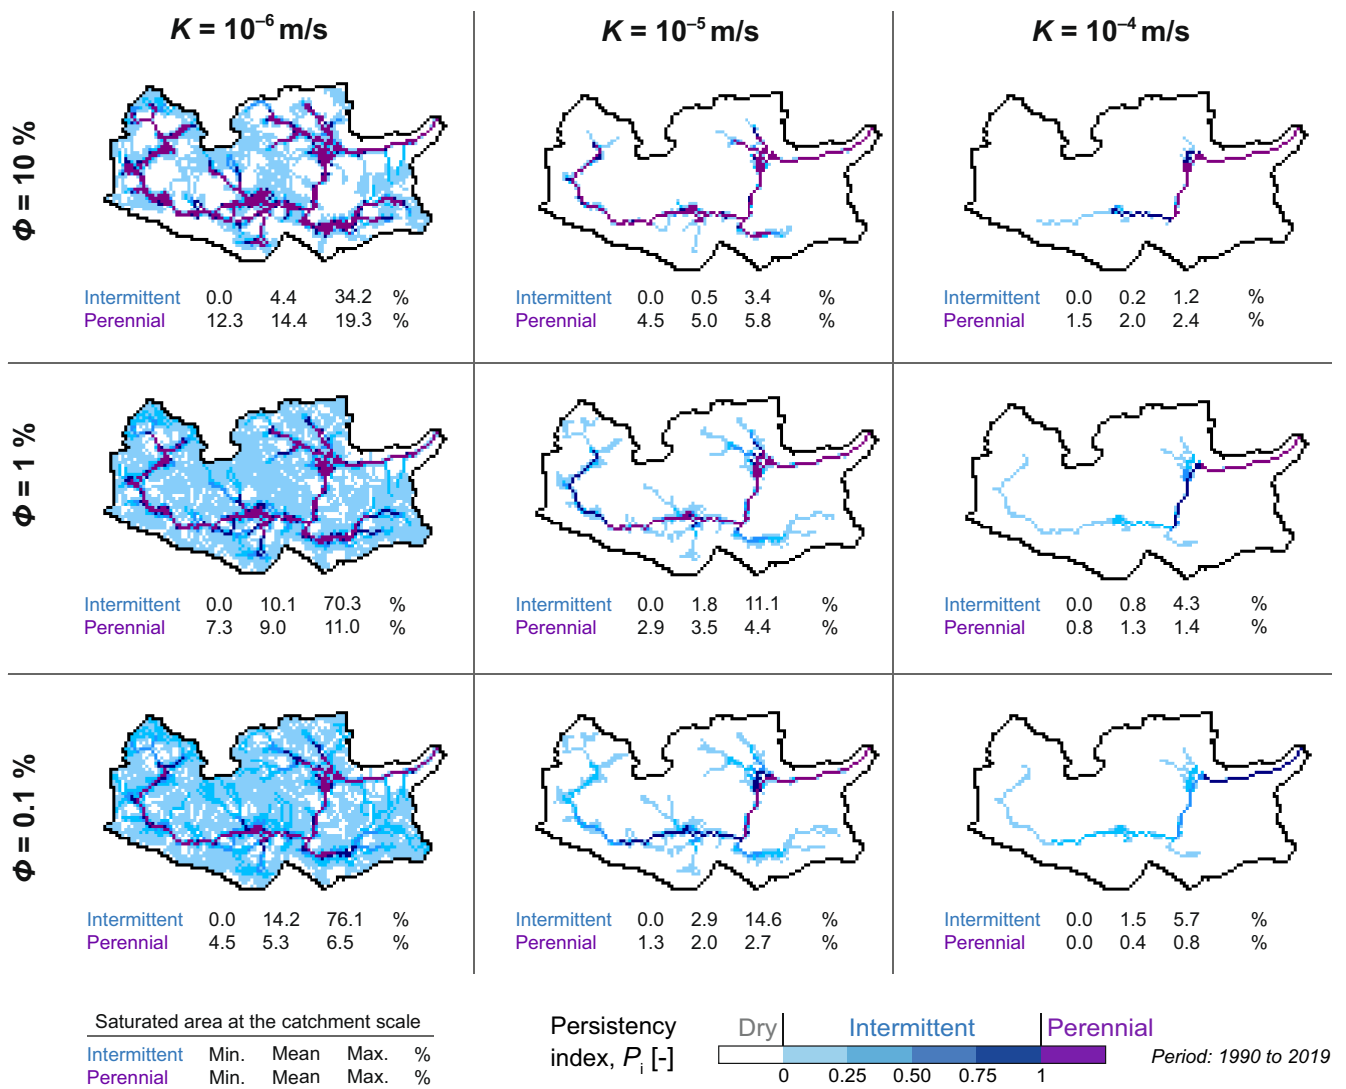 K = 10⁻⁶ m/s K = 10⁻⁵ m/s K = 10⁻⁴ m/s
Φ = 10 %
Intermittent 0.0 4.4 34.2 %
Perennial 12.3 14.4 19.3 %
Intermittent 0.0 0.5 3.4 %
Perennial 4.5 5.0 5.8 %
Intermittent 0.0 0.2 1.2 %
Perennial 1.5 2.0 2.4 %
Φ = 1 %
Intermittent 0.0 10.1 70.3 %
Perennial 7.3 9.0 11.0 %
Intermittent 0.0 1.8 11.1 %
Perennial 2.9 3.5 4.4 %
Intermittent 0.0 0.8 4.3 %
Perennial 0.8 1.3 1.4 %
Φ = 0.1 %
Intermittent 0.0 14.2 76.1 %
Perennial 4.5 5.3 6.5 %
Intermittent 0.0 2.9 14.6 %
Perennial 1.3 2.0 2.7 %
Intermittent 0.0 1.5 5.7 %
Perennial 0.0 0.4 0.8 %
Saturated area at the catchment scale
Intermittent Min. Mean Max. %
Perennial Min. Mean Max. %
Persistency
index, Pᵢ [-]
Dry Intermittent Perennial
0 0.25 0.50 0.75 1
Period: 1990 to 2019